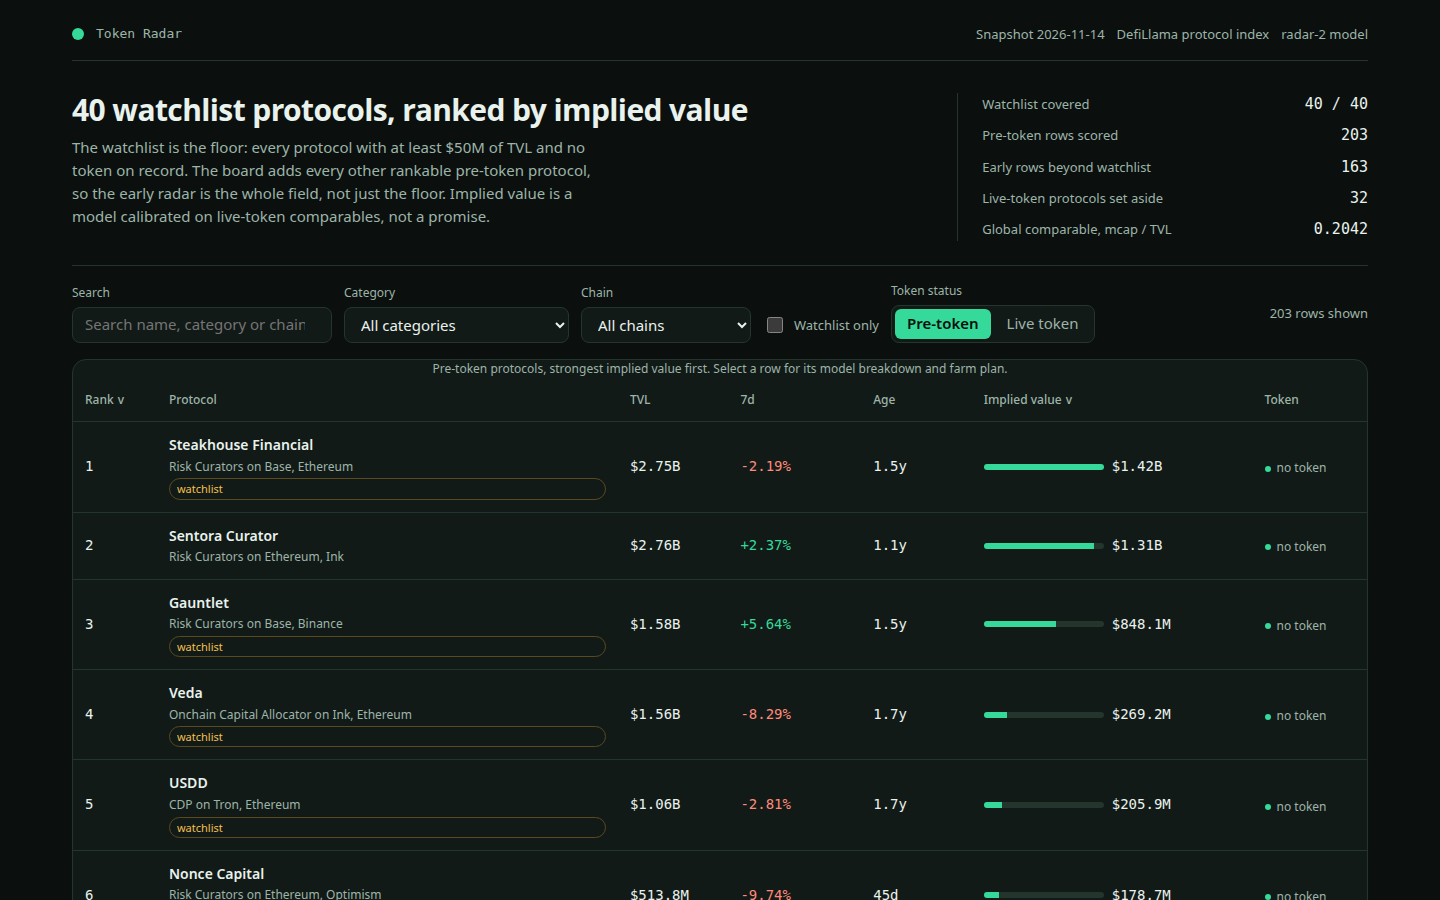 Token Radar
Snapshot 2026-11-14 DefiLlama protocol index radar-2 model
40 watchlist protocols, ranked by implied value
The watchlist is the floor: every protocol with at least $50M of TVL and no
token on record. The board adds every other rankable pre-token protocol,
so the early radar is the whole field, not just the floor. Implied value is a
model calibrated on live-token comparables, not a promise.
Watchlist covered 40 / 40
Pre-token rows scored 203
Early rows beyond watchlist 163
Live-token protocols set aside 32
Global comparable, mcap / TVL 0.2042
Search Category Chain Token status
Search name, category or chain All categories All chains Watchlist only Pre-token Live token 203 rows shown
Pre-token protocols, strongest implied value first. Select a row for its model breakdown and farm plan.
Rank v Protocol TVL 7d Age Implied value v Token
Steakhouse Financial
1 Risk Curators on Base, Ethereum $2.75B -2.19% 1.5y $1.42B no token
watchlist
Sentora Curator
2 Risk Curators on Ethereum, Ink $2.76B +2.37% 1.1y $1.31B no token
Gauntlet
3 Risk Curators on Base, Binance $1.58B +5.64% 1.5y $848.1M no token
watchlist
Veda
4 Onchain Capital Allocator on Ink, Ethereum $1.56B -8.29% 1.7y $269.2M no token
watchlist
USDD
5 CDP on Tron, Ethereum $1.06B -2.81% 1.7y $205.9M no token
watchlist
Nonce Capital
6 Risk Curators on Ethereum, Optimism $513.8M -9.74% 45d $178.7M no token